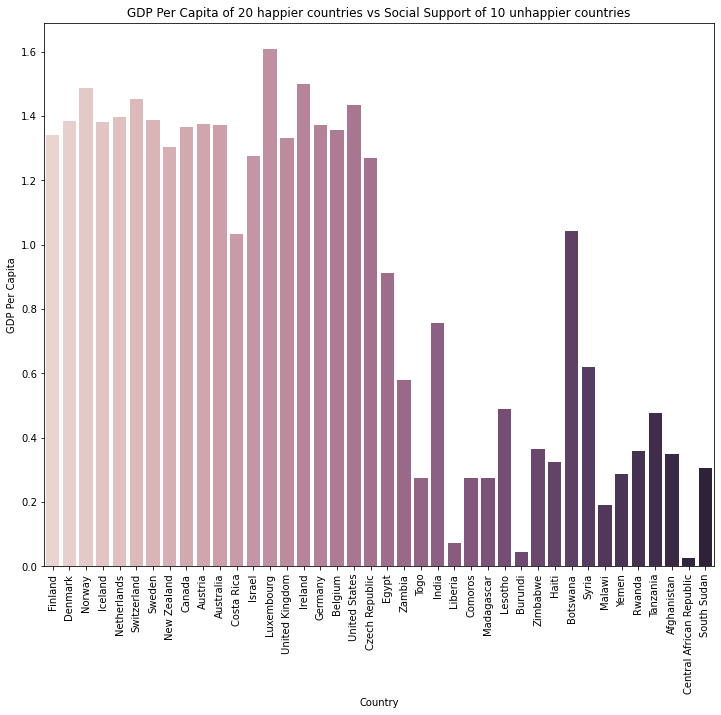 GDP Per Capita of 20 happier countries vs Social Support of 10 unhappier countries
GDP Per Capita
1.6
1.4
1.2
1.0
0.8
0.6
0.4
0.2
0.0
Finland
Denmark
Norway
Iceland
Netherlands
Switzerland
Sweden
New Zealand
Canada
Austria
Australia
Costa Rica
Israel
Luxembourg
United Kingdom
Ireland
Germany
Belgium
United States
Czech Republic
Egypt
Zambia
Togo
India
Liberia
Comoros
Madagascar
Lesotho
Burundi
Zimbabwe
Haiti
Botswana
Syria
Malawi
Yemen
Rwanda
Tanzania
Afghanistan
Central African Republic
South Sudan
Country